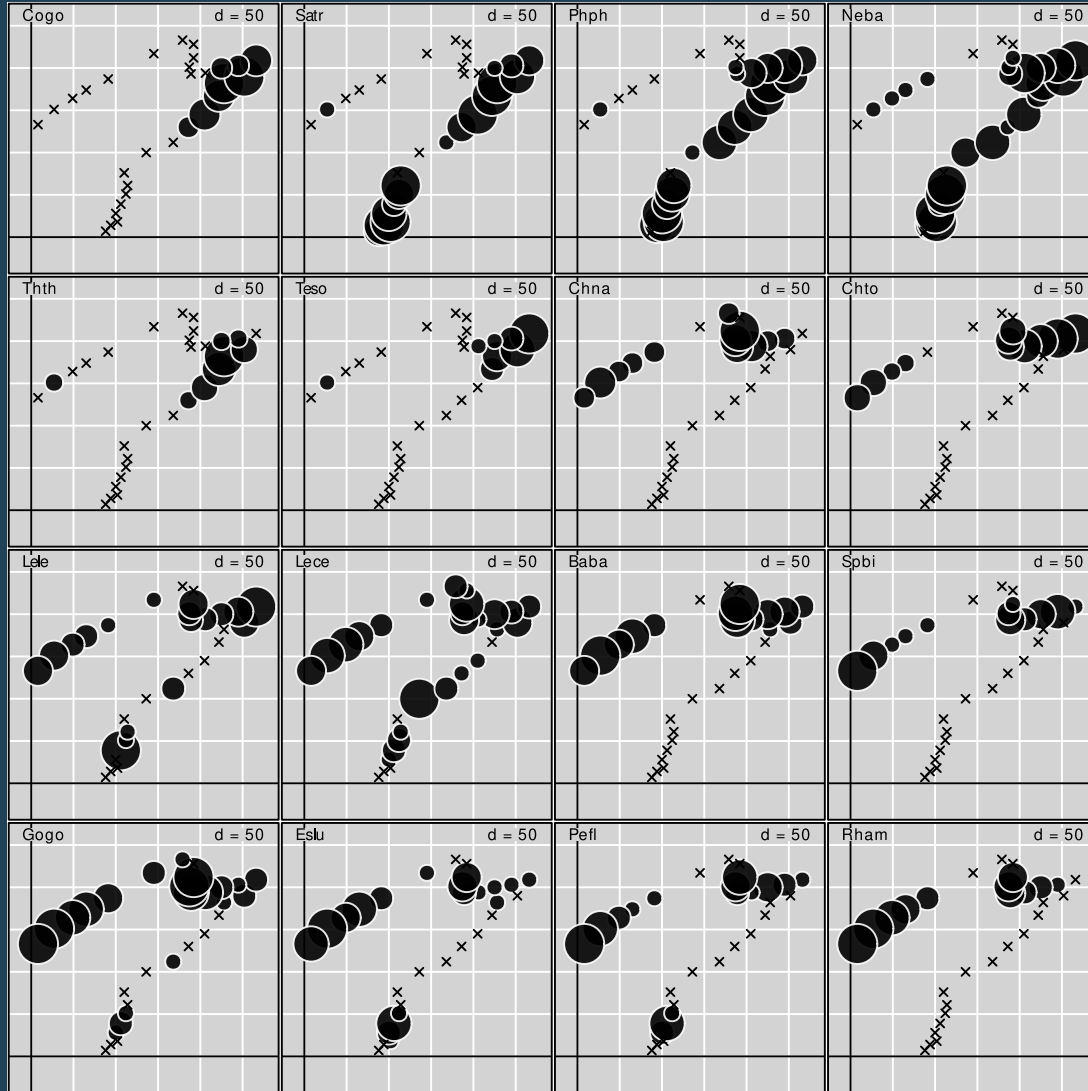 Cogo d = 50 Satr d = 50 Phph d = 50 Neba d = 50
Thth d = 50 Teso d = 50 Chna d = 50 Chto d = 50
Lele d = 50 Lece d = 50 Baba d = 50 Spbi d = 50
Gogo d = 50 Eslu d = 50 Pefl d = 50 Rham d = 50